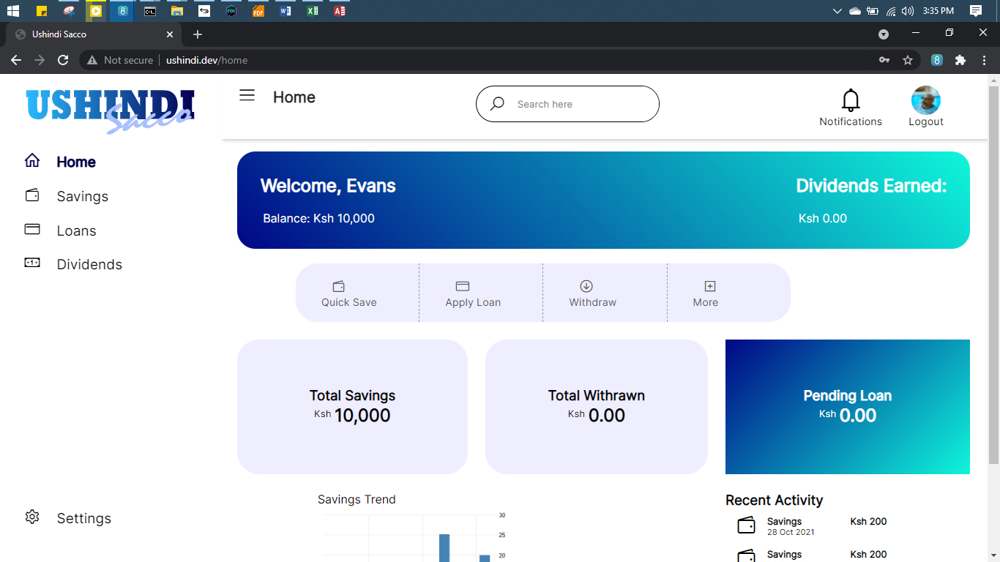 3:35 PM
Ushindi Sacco
Not secure | ushindi.dev/home
USHINDI
Sacco
Home
Search here
Notifications
Logout
Home
Savings
Loans
Dividends
Settings
Welcome, Evans
Balance: Ksh 10,000
Dividends Earned:
Ksh 0.00
Quick Save
Apply Loan
Withdraw
More
Total Savings
Ksh 10,000
Total Withrawn
Ksh 0.00
Pending Loan
Ksh 0.00
Savings Trend
30
25
20
Recent Activity
Savings Ksh 200
28 Oct 2021
Savings Ksh 200